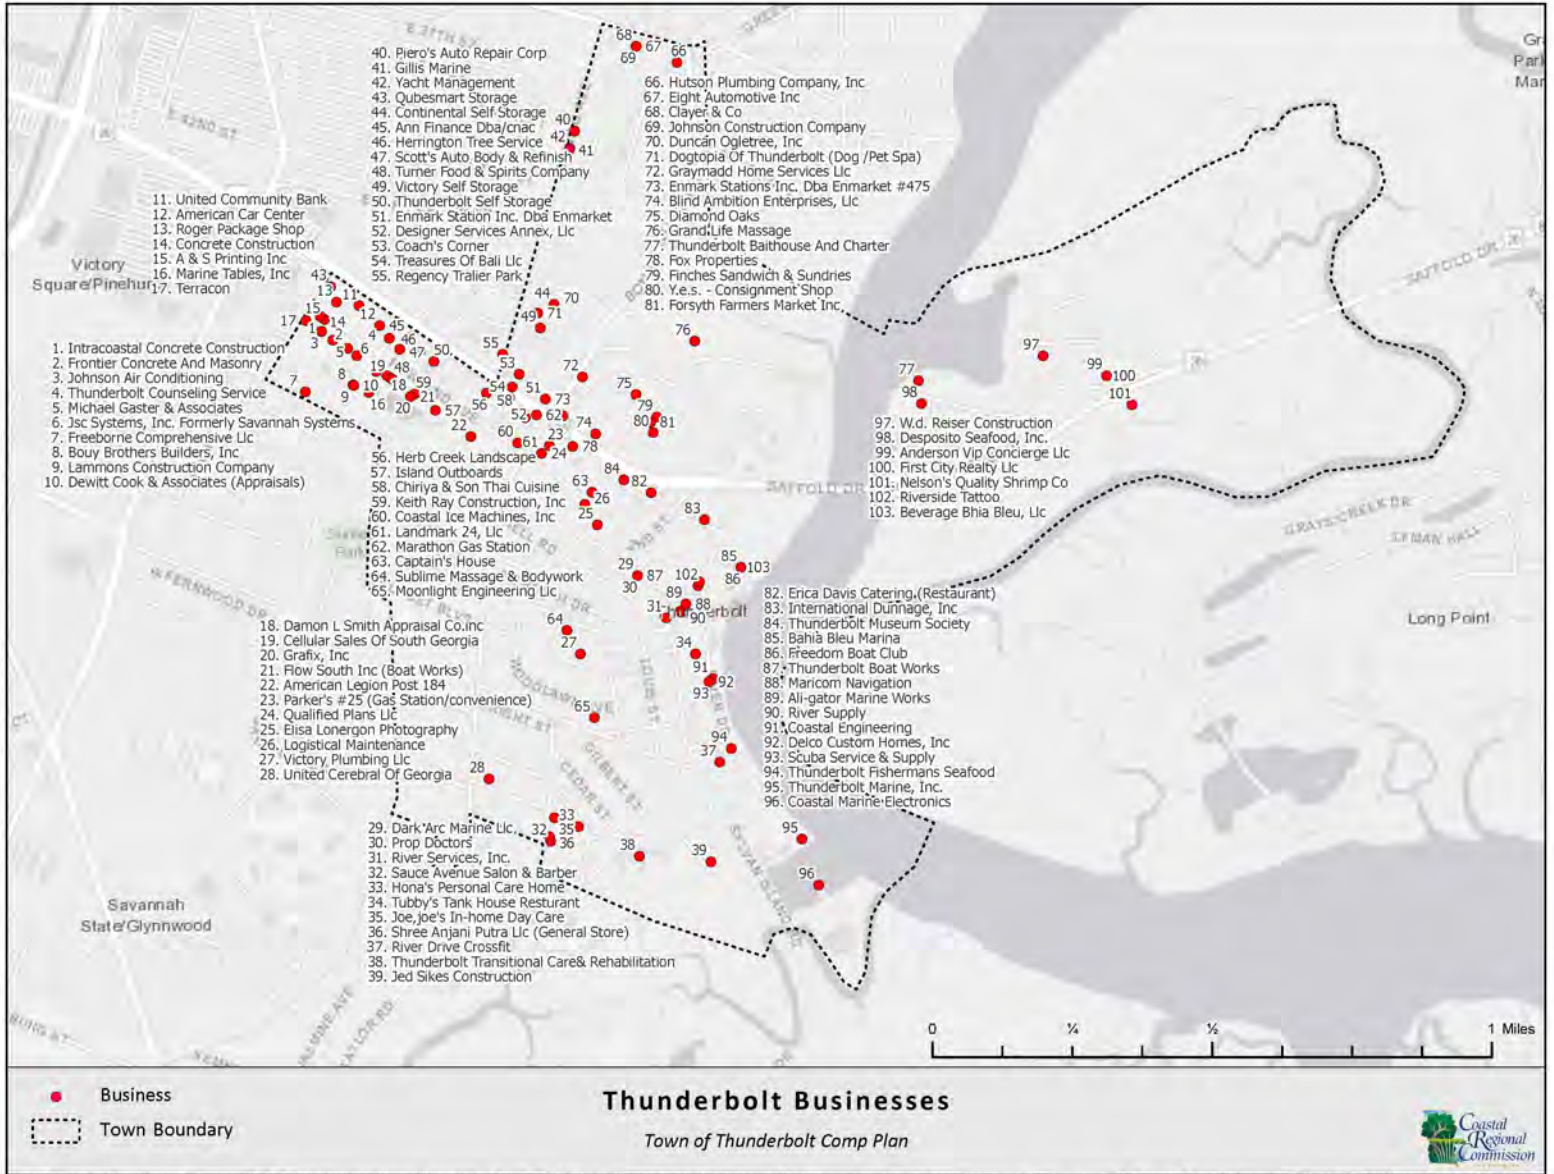 40. Piero's Auto Repair Corp
41. Gillis Marine
42. Yacht Management
43. Qubesmart Storage
44. Continental Self Storage
45. Ann Finance Dba/cnac
46. Herrington Tree Service
47. Scott's Auto Body & Refinish
48. Turner Food & Spirits Company
49. Victory Self Storage
50. Thunderbolt Self Storage
51. Enmark Station Inc. Dba Enmarket
52. Designer Services Annex, Llc
53. Coach's Corner
54. Treasures Of Bali Llc
55. Regency Tralier Park
66. Hutson Plumbing Company, Inc
67. Eight Automotive Inc
68. Clayer & Co
69. Johnson Construction Company
70. Duncan Ogletree, Inc
71. Dogtopia Of Thunderbolt (Dog /Pet Spa)
72. Graymadd Home Services Llc
73. Enmark Stations Inc. Dba Enmarket #475
74. Blind Ambition Enterprises, Llc
75. Diamond Oaks
76. Grand Life Massage
77. Thunderbolt Baithouse And Charter
78. Fox Properties
79. Finches Sandwich & Sundries
80. Y.e.s. - Consignment Shop
81. Forsyth Farmers Market Inc.
11. United Community Bank
12. American Car Center
13. Roger Package Shop
14. Concrete Construction
15. A & S Printing Inc
16. Marine Tables, Inc
17. Terracon
Victory
Square/Pinehur
1. Intracoastal Concrete Construction
2. Frontier Concrete And Masonry
3. Johnson Air Conditioning
4. Thunderbolt Counseling Service
5. Michael Gaster & Associates
6. Jsc Systems, Inc. Formerly Savannah Systems
7. Freeborne Comprehensive Llc
8. Bouy Brothers Builders, Inc
9. Lammons Construction Company
10. Dewitt Cook & Associates (Appraisals)
97. W.d. Reiser Construction
98. Desposito Seafood, Inc.
99. Anderson Vip Concierge Llc
100. First City Realty Llc
101. Nelson's Quality Shrimp Co
102. Riverside Tattoo
103. Beverage Bhia Bleu, Llc
56. Herb Creek Landscape
57. Island Outboards
58. Chiriya & Son Thai Cuisine
59. Keith Ray Construction, Inc
60. Coastal Ice Machines, Inc
61. Landmark 24, Llc
62. Marathon Gas Station
63. Captain's House
64. Sublime Massage & Bodywork
65. Moonlight Engineering Llc
82. Erica Davis Catering (Restaurant)
83. International Dunnage, Inc
84. Thunderbolt Museum Society
85. Bahia Bleu Marina
86. Freedom Boat Club
87. Thunderbolt Boat Works
88. Maricom Navigation
89. Ali-gator Marine Works
90. River Supply
91. Coastal Engineering
92. Delco Custom Homes, Inc
93. Scuba Service & Supply
94. Thunderbolt Fishermans Seafood
95. Thunderbolt Marine, Inc.
96. Coastal Marine Electronics
18. Damon L Smith Appraisal Co.inc
19. Cellular Sales Of South Georgia
20. Grafix, Inc
21. Flow South Inc (Boat Works)
22. American Legion Post 184
23. Parker's #25 (Gas Station/convenience)
24. Qualified Plans Llc
25. Elisa Lonergon Photography
26. Logistical Maintenance
27. Victory Plumbing Llc
28. United Cerebral Of Georgia
29. Dark Arc Marine Llc.
30. Prop Doctors
31. River Services, Inc.
32. Sauce Avenue Salon & Barber
33. Hona's Personal Care Home
34. Tubby's Tank House Resturant
35. Joe,joe's In-home Day Care
36. Shree Anjani Putra Llc (General Store)
37. River Drive Crossfit
38. Thunderbolt Transitional Care& Rehabilitation
39. Jed Sikes Construction
Long Point
Savannah
State/Glynnwood
E 42ND ST
SAFFOLD DR
SAFFOLD DR
GRAYS CREEK DR
LYMAN HALL
W FERNWOOD DR
GILBERT ST
CEDAR ST
TAYLOR RD
0 ¼ ½ 1 Miles
Business
Town Boundary
Thunderbolt Businesses
Town of Thunderbolt Comp Plan
Coastal
Regional
Commission